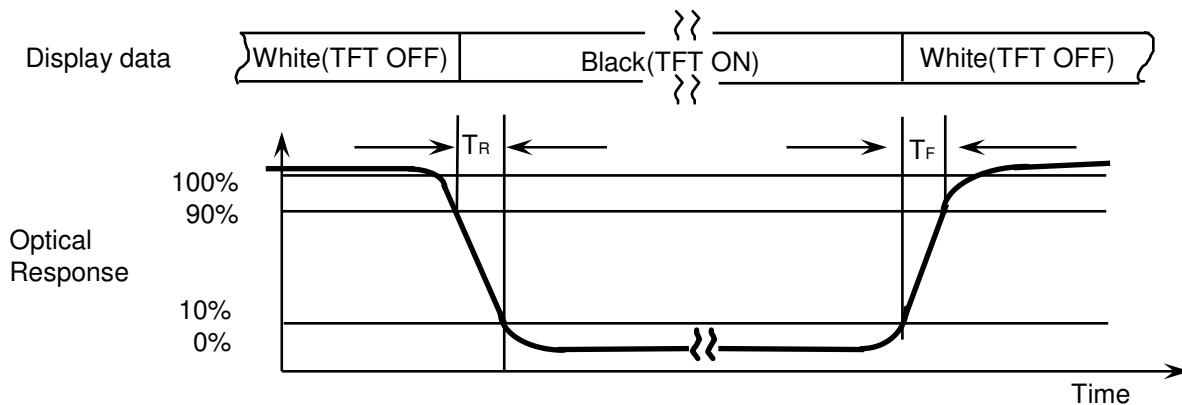 Display data
White(TFT OFF)
Black(TFT ON)
White(TFT OFF)
TR
TF
100%
90%
Optical
Response
10%
0%
Time